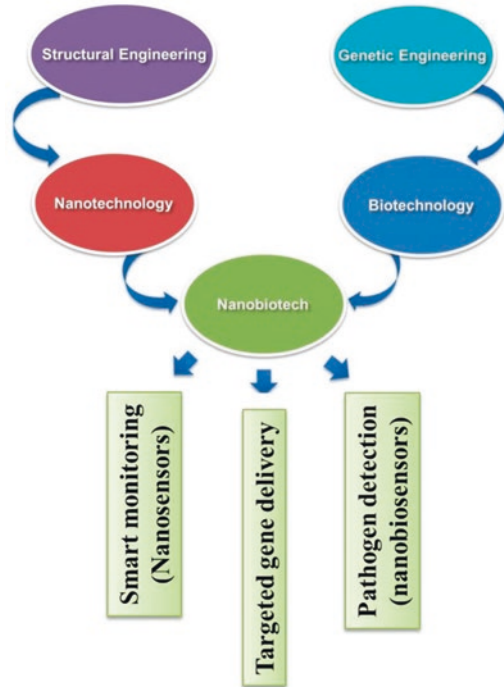 Structural Engineering
Genetic Engineering
Nanotechnology
Biotechnology
Nanobiotech
Smart monitoring
(Nanosensors)
Targeted gene delivery
Pathogen detection
(nanobiosensors)